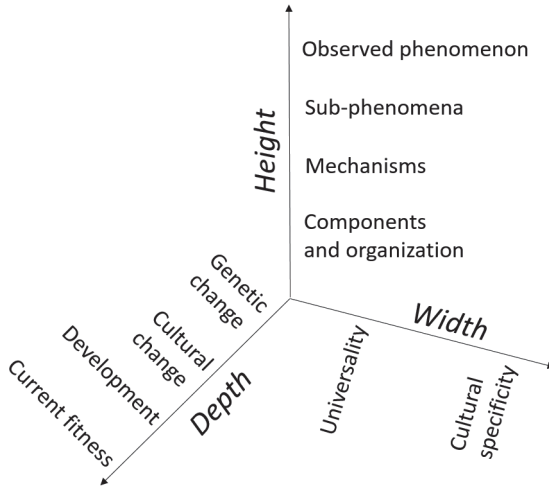 Observed phenomenon
Sub-phenomena
Mechanisms
Components
and organization
Height
Genetic
change
Cultural
change
Development
Current fitness
Depth
Width
Universality
Cultural
specificity